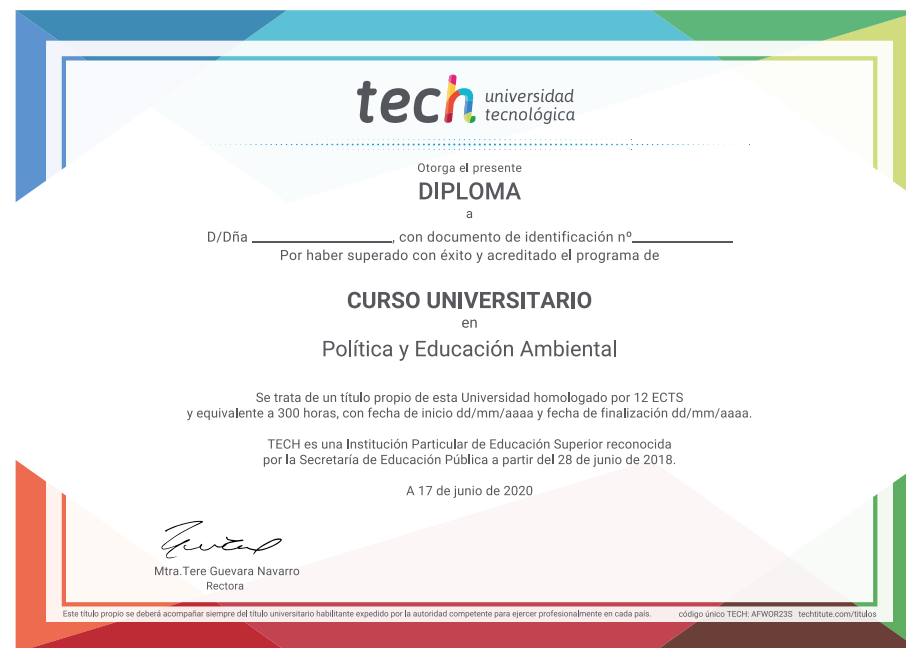 tech universidad
tecnológica
Otorga el presente
DIPLOMA
a
D/Dña ____________________, con documento de identificación nº______________
Por haber superado con éxito y acreditado el programa de
CURSO UNIVERSITARIO
en
Política y Educación Ambiental
Se trata de un título propio de esta Universidad homologado por 12 ECTS
y equivalente a 300 horas, con fecha de inicio dd/mm/aaaa y fecha de finalización dd/mm/aaaa.
TECH es una Institución Particular de Educación Superior reconocida
por la Secretaría de Educación Pública a partir del 28 de junio de 2018.
A 17 de junio de 2020
Mtra.Tere Guevara Navarro
Rectora
Este título propio se deberá acompañar siempre del título universitario habilitante expedido por la autoridad competente para ejercer profesionalmente en cada país. código único TECH: AFWOR23S techtitute.com/titulos